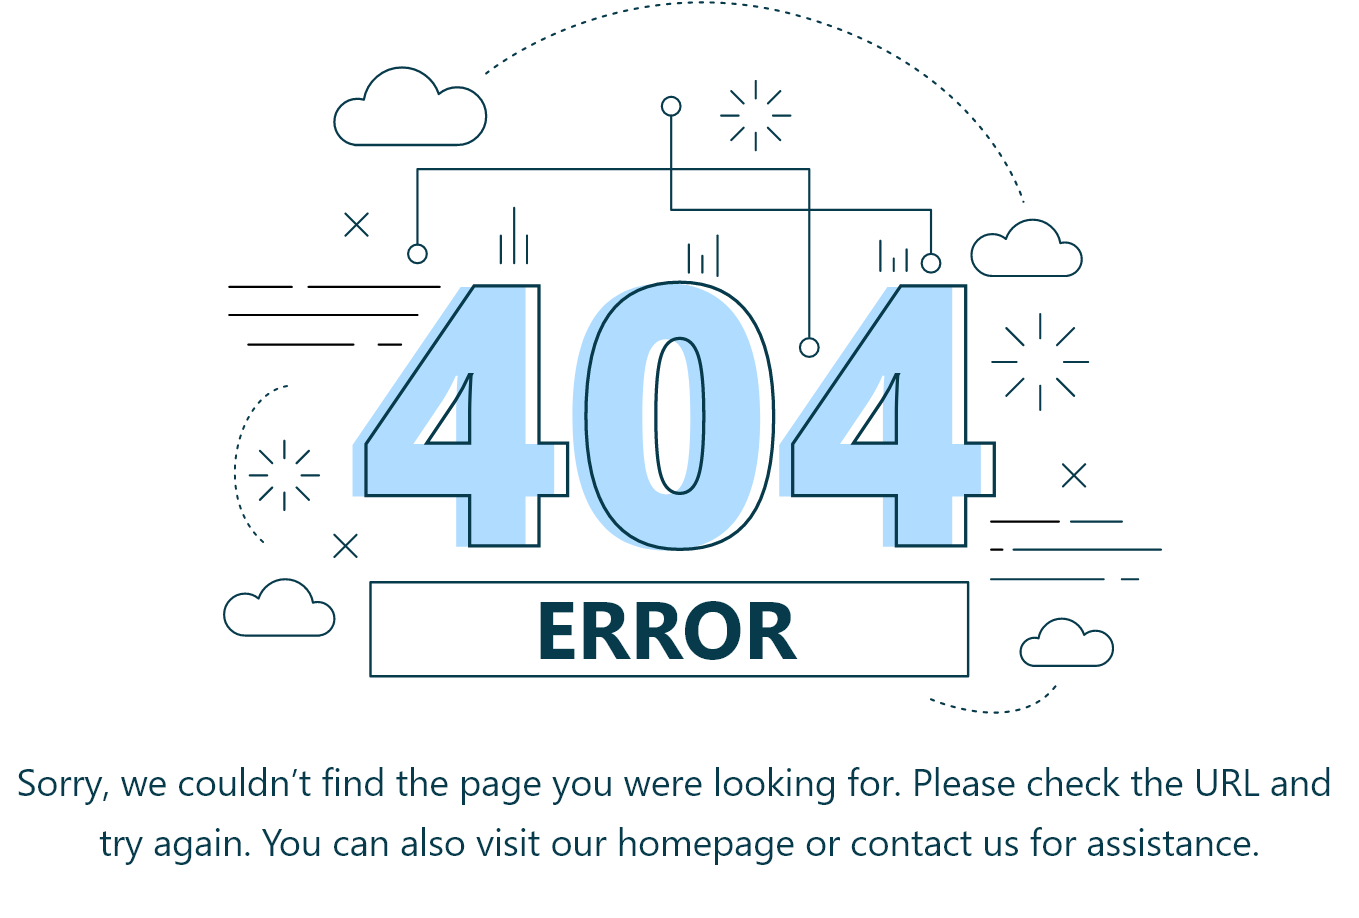 404
ERROR
Sorry, we couldn’t find the page you were looking for. Please check the URL and
try again. You can also visit our homepage or contact us for assistance.